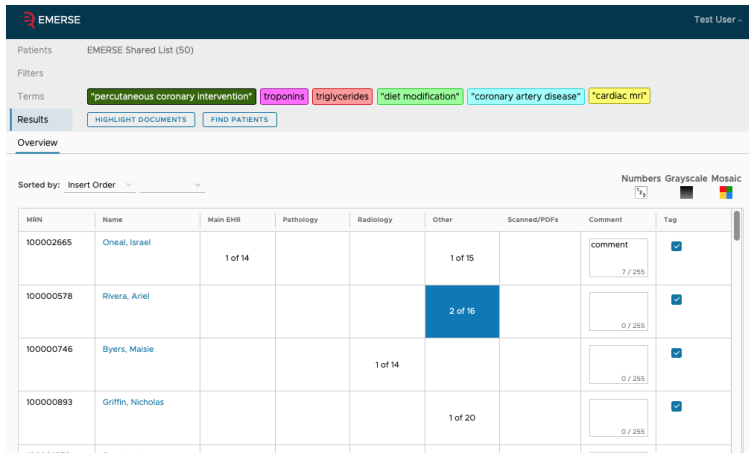 EMERSE
Test User
Patients EMERSE Shared List (50)
Filters
Terms "percutaneous coronary intervention" troponins triglycerides "diet modification" "coronary artery disease" "cardiac mri"
Results HIGHLIGHT DOCUMENTS FIND PATIENTS
Overview
Sorted by: Insert Order
Numbers Grayscale Mosaic
MRN Name Main EHR Pathology Radiology Other Scanned/PDFs Comment Tag
100002665 Oneal, Israel 1 of 14 1 of 15 comment
7 / 255
100000578 Rivera, Ariel 2 of 16
0 / 255
100000746 Byers, Maisie 1 of 14
0 / 255
100000893 Griffin, Nicholas 1 of 20
0 / 255